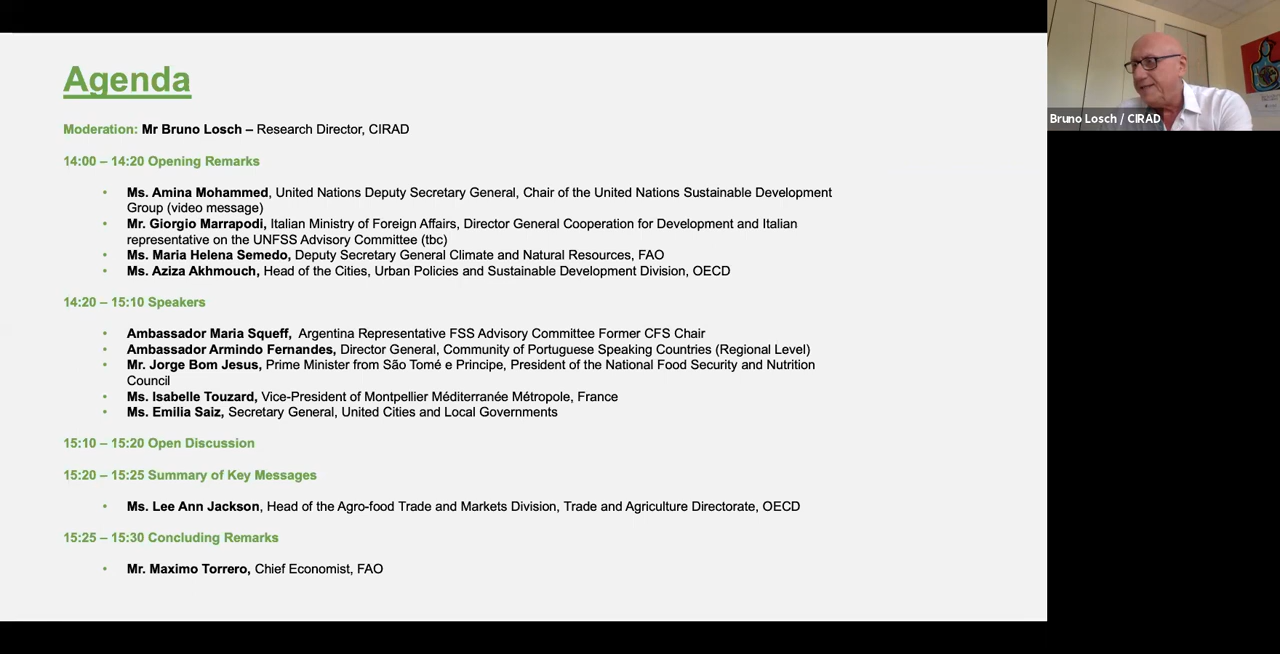 Agenda
Moderation: Mr Bruno Losch – Research Director, CIRAD
14:00 – 14:20 Opening Remarks
• Ms. Amina Mohammed, United Nations Deputy Secretary General, Chair of the United Nations Sustainable Development
Group (video message)
• Mr. Giorgio Marrapodi, Italian Ministry of Foreign Affairs, Director General Cooperation for Development and Italian
representative on the UNFSS Advisory Committee (tbc)
• Ms. Maria Helena Semedo, Deputy Secretary General Climate and Natural Resources, FAO
• Ms. Aziza Akhmouch, Head of the Cities, Urban Policies and Sustainable Development Division, OECD
14:20 – 15:10 Speakers
• Ambassador Maria Squeff, Argentina Representative FSS Advisory Committee Former CFS Chair
• Ambassador Armindo Fernandes, Director General, Community of Portuguese Speaking Countries (Regional Level)
• Mr. Jorge Bom Jesus, Prime Minister from São Tomé e Principe, President of the National Food Security and Nutrition
Council
• Ms. Isabelle Touzard, Vice-President of Montpellier Méditerranée Métropole, France
• Ms. Emilia Saiz, Secretary General, United Cities and Local Governments
15:10 – 15:20 Open Discussion
15:20 – 15:25 Summary of Key Messages
• Ms. Lee Ann Jackson, Head of the Agro-food Trade and Markets Division, Trade and Agriculture Directorate, OECD
15:25 – 15:30 Concluding Remarks
• Mr. Maximo Torrero, Chief Economist, FAO
Bruno Losch / CIRAD